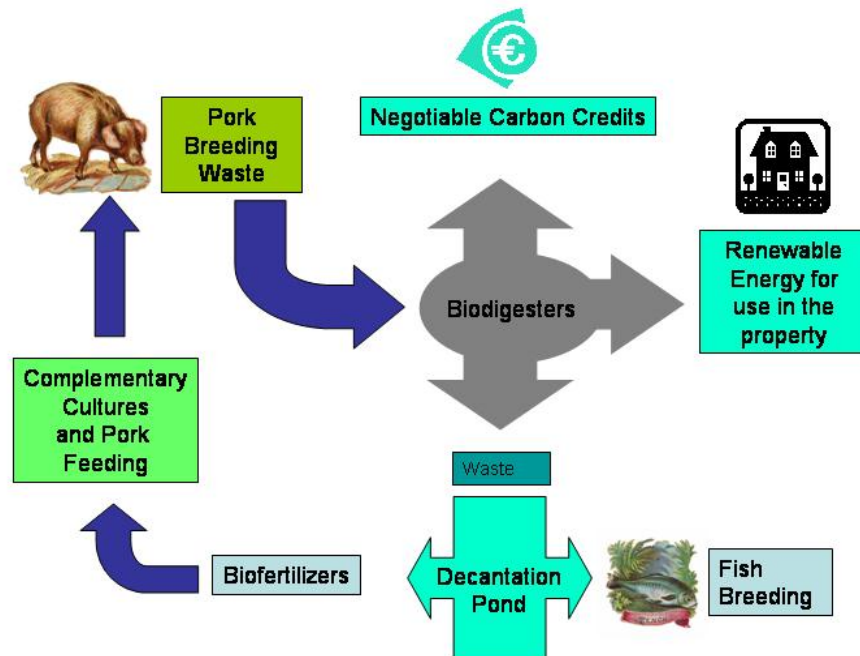 Pork
Breeding
Waste
Negotiable Carbon Credits
Renewable
Energy for
use in the
property
Biodigesters
Complementary
Cultures
and Pork
Feeding
Waste
Biofertilizers
Decantation
Pond
Fish
Breeding